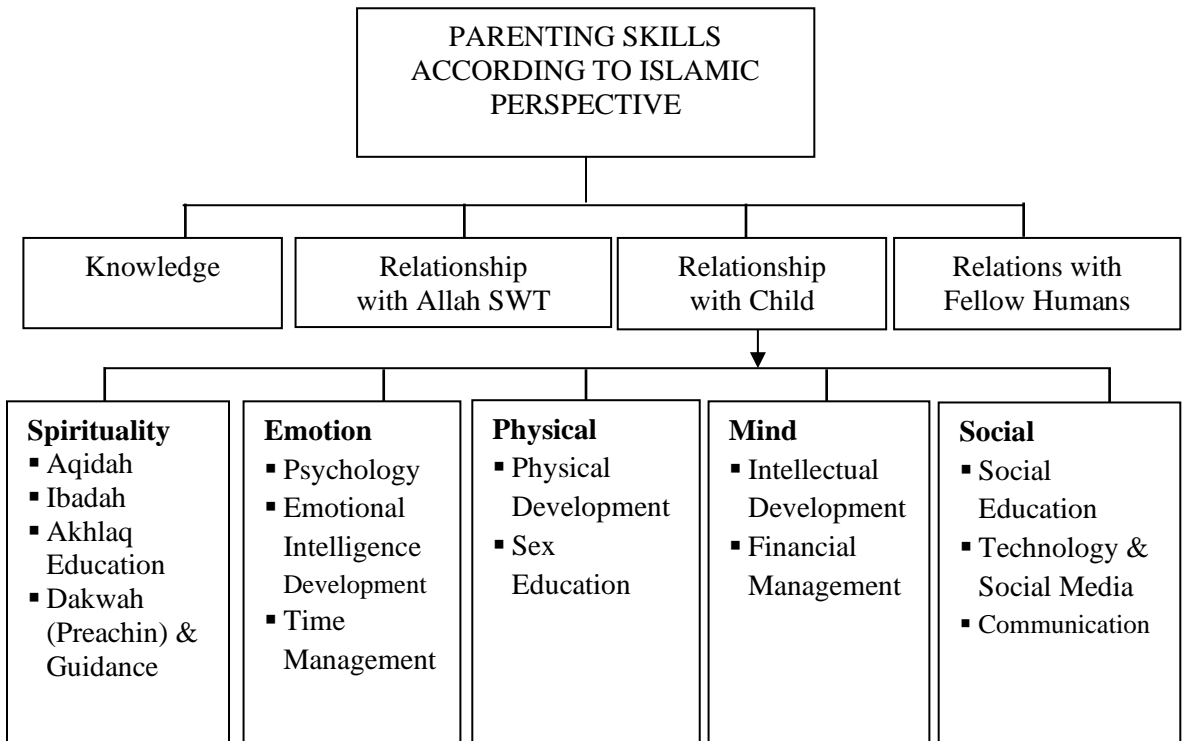 PARENTING SKILLS
ACCORDING TO ISLAMIC
PERSPECTIVE
Knowledge
Relationship
with Allah SWT
Relationship
with Child
Relations with
Fellow Humans
Spirituality
▪ Aqidah
▪ Ibadah
▪ Akhlaq
Education
▪ Dakwah
(Preachin) &
Guidance
Emotion
▪ Psychology
▪ Emotional
Intelligence
Development
▪ Time
Management
Physical
▪ Physical
Development
▪ Sex
Education
Mind
▪ Intellectual
Development
▪ Financial
Management
Social
▪ Social
Education
▪ Technology &
Social Media
▪ Communication